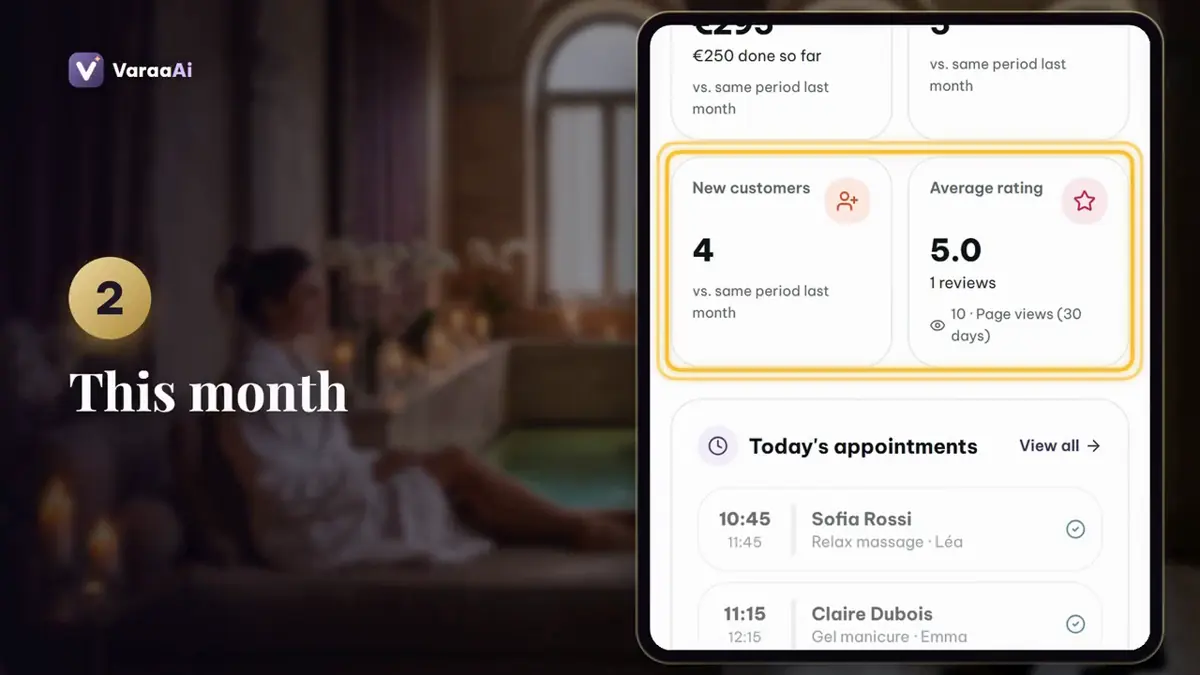 VaraaAi
2
This month
€295
€250 done so far
vs. same period last
month
vs. same period last
month
New customers
4
vs. same period last
month
Average rating
5.0
1 reviews
10 · Page views (30
days)
Today's appointments
View all →
10:45
11:45
Sofia Rossi
Relax massage · Léa
11:15
12:15
Claire Dubois
Gel manicure · Emma